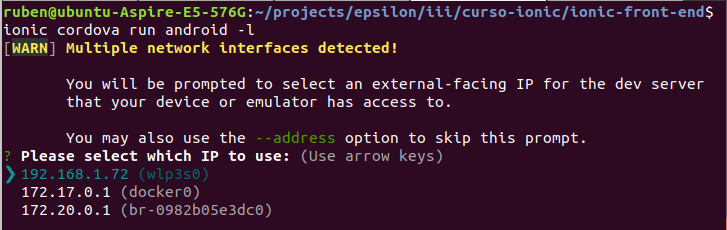 ruben@ubuntu-Aspire-E5-576G:~/projects/epsilon/iii/curso-ionic/ionic-front-end$
ionic cordova run android -l
[WARN] Multiple network interfaces detected!
You will be prompted to select an external-facing IP for the dev server
that your device or emulator has access to.
You may also use the --address option to skip this prompt.
? Please select which IP to use: (Use arrow keys)
❯ 192.168.1.72 (wlp3s0)
172.17.0.1 (docker0)
172.20.0.1 (br-0982b05e3dc0)